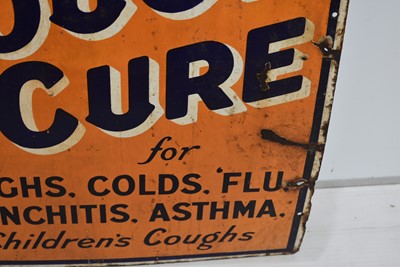 CURE
for
GHS. COLDS. 'FLU.
NCHITIS. ASTHMA.
Children's Coughs